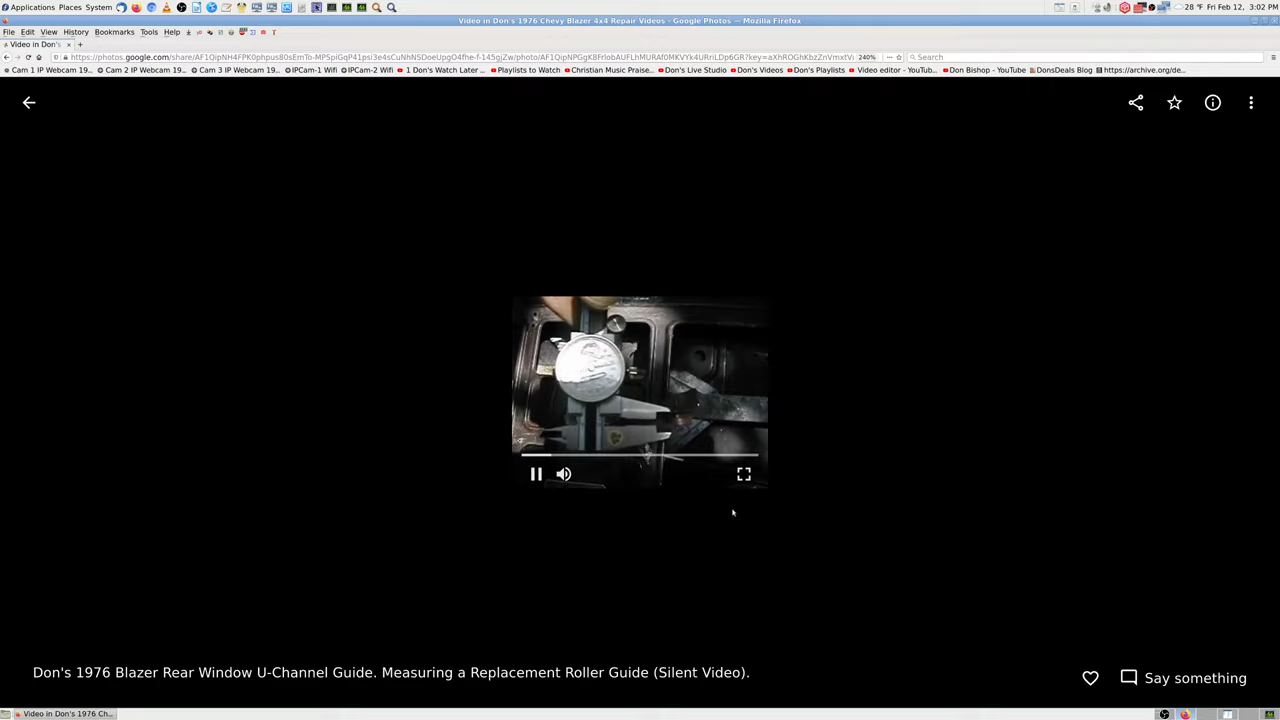 Applications Places System
28 °F Fri Feb 12, 3:02 PM
Video in Don's 1976 Chevy Blazer 4x4 Repair Videos - Google Photos — Mozilla Firefox
File Edit View History Bookmarks Tools Help
Video in Don's
240%
Search
Cam 1 IP Webcam 19... Cam 2 IP Webcam 19... Cam 3 IP Webcam 19... IPCam-1 Wifi IPCam-2 Wifi 1 Don's Watch Later ... Playlists to Watch Christian Music Praise... Don's Live Studio Don's Videos Don's Playlists Video editor - YouTub... Don Bishop - YouTube DonsDeals Blog https://archive.org/de...
Don's 1976 Blazer Rear Window U-Channel Guide. Measuring a Replacement Roller Guide (Silent Video).
Say something
Video in Don's 1976 Ch...